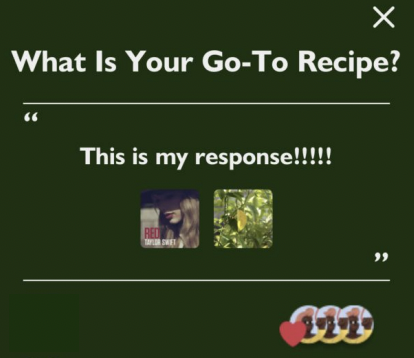 What Is Your Go-To Recipe?
“
This is my response!!!!!
RED
TAYLOR SWIFT
”